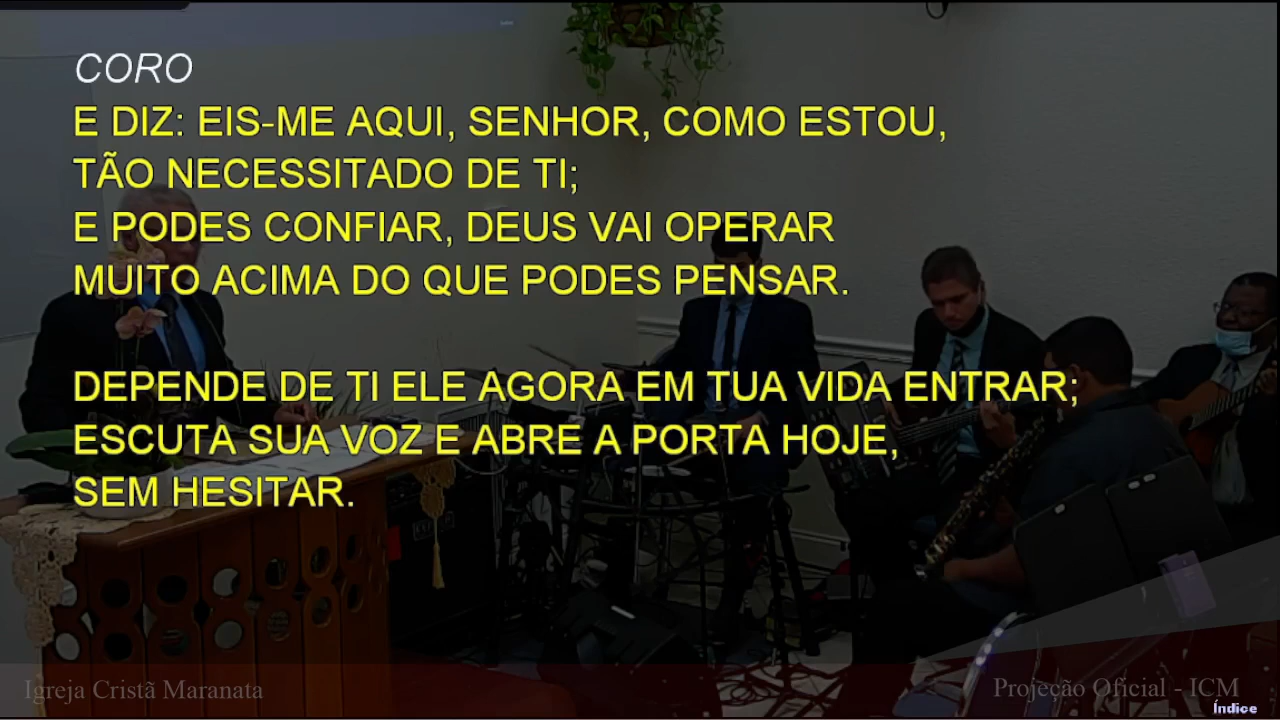 CORO
E DIZ: EIS-ME AQUI, SENHOR, COMO ESTOU,
TÃO NECESSITADO DE TI;
E PODES CONFIAR, DEUS VAI OPERAR
MUITO ACIMA DO QUE PODES PENSAR.
DEPENDE DE TI ELE AGORA EM TUA VIDA ENTRAR;
ESCUTA SUA VOZ E ABRE A PORTA HOJE,
SEM HESITAR.
Igreja Cristã Maranata
Projeção Oficial - ICM
Índice